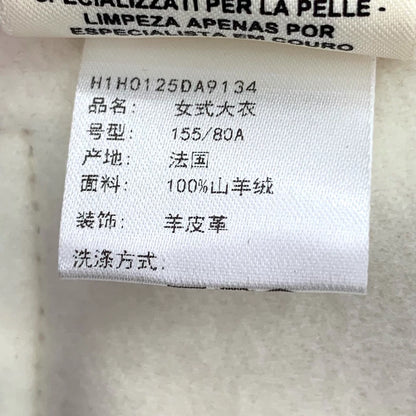 SPECIALIZZATI PER LA PELLE -
LIMPEZA APENAS POR
ESPECIALISTA EM COURO
H1H0125DA9134
品名: 女式大衣
号型: 155/80A
产地: 法国
面料: 100%山羊绒
装饰: 羊皮革
洗涤方式: